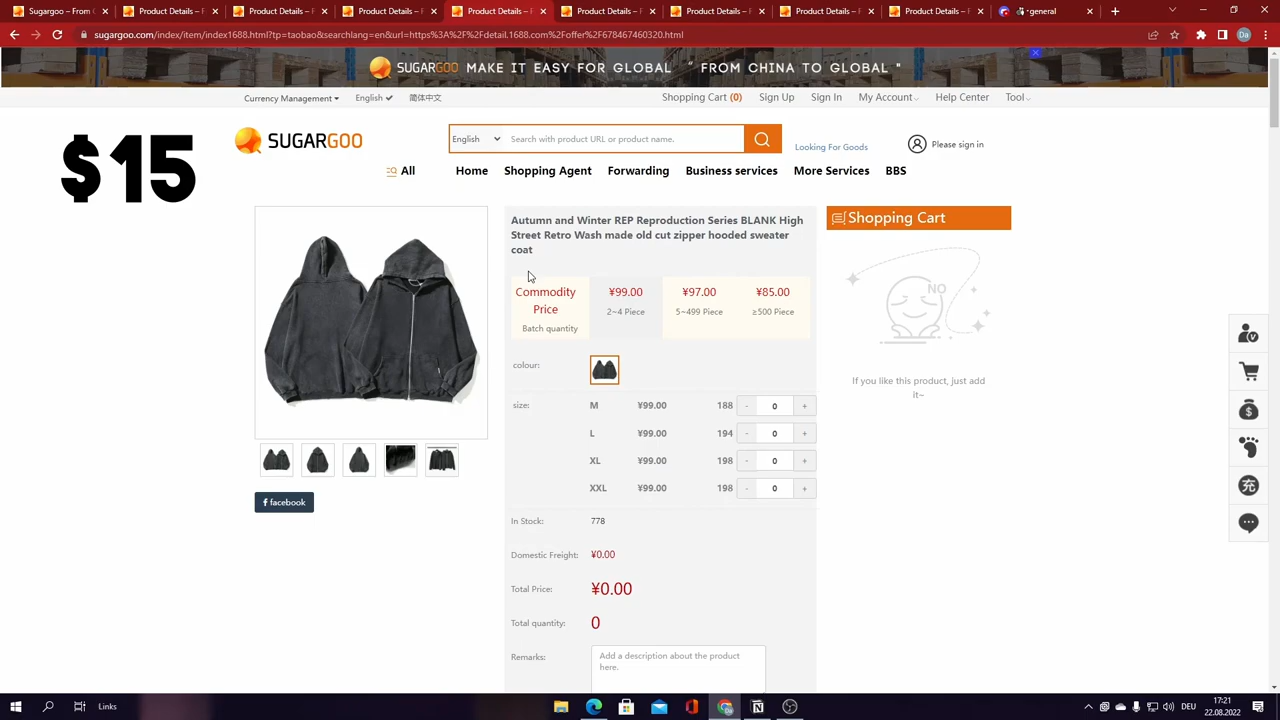 SUGARGOO – From C
Product Details
Product Details
Product Details
Product Details - 
Product Details - 
Product Details
Product Details
general
sugargoo.com/index/item/index1688.html?tp=taobao&searchlang=en&url=https%3A%2F%2Fdetail.1688.com%2Foffer%2F678467460320.html
Da
SUGARGOO MAKE IT EASY FOR GLOBAL “ FROM CHINA TO GLOBAL "
Currency Management
English
简体中文
Shopping Cart (0)
Sign Up
Sign In
My Account
Help Center
Tool
$15
SUGARGOO
English
Search with product URL or product name.
Looking For Goods
Please sign in
All
Home
Shopping Agent
Forwarding
Business services
More Services
BBS
Autumn and Winter REP Reproduction Series BLANK High
Street Retro Wash made old cut zipper hooded sweater
coat
Shopping Cart
NO
If you like this product, just add
it~
Commodity
Price
Batch quantity
¥99.00
2~4 Piece
¥97.00
5~499 Piece
¥85.00
≥500 Piece
colour:
size:
M ¥99.00 188 - 0 +
L ¥99.00 194 - 0 +
XL ¥99.00 198 - 0 +
XXL ¥99.00 198 - 0 +
facebook
In Stock: 778
Domestic Freight: ¥0.00
Total Price: ¥0.00
Total quantity: 0
Remarks:
Add a description about the product
here.
充
Links
DEU
17:21
22.08.2022